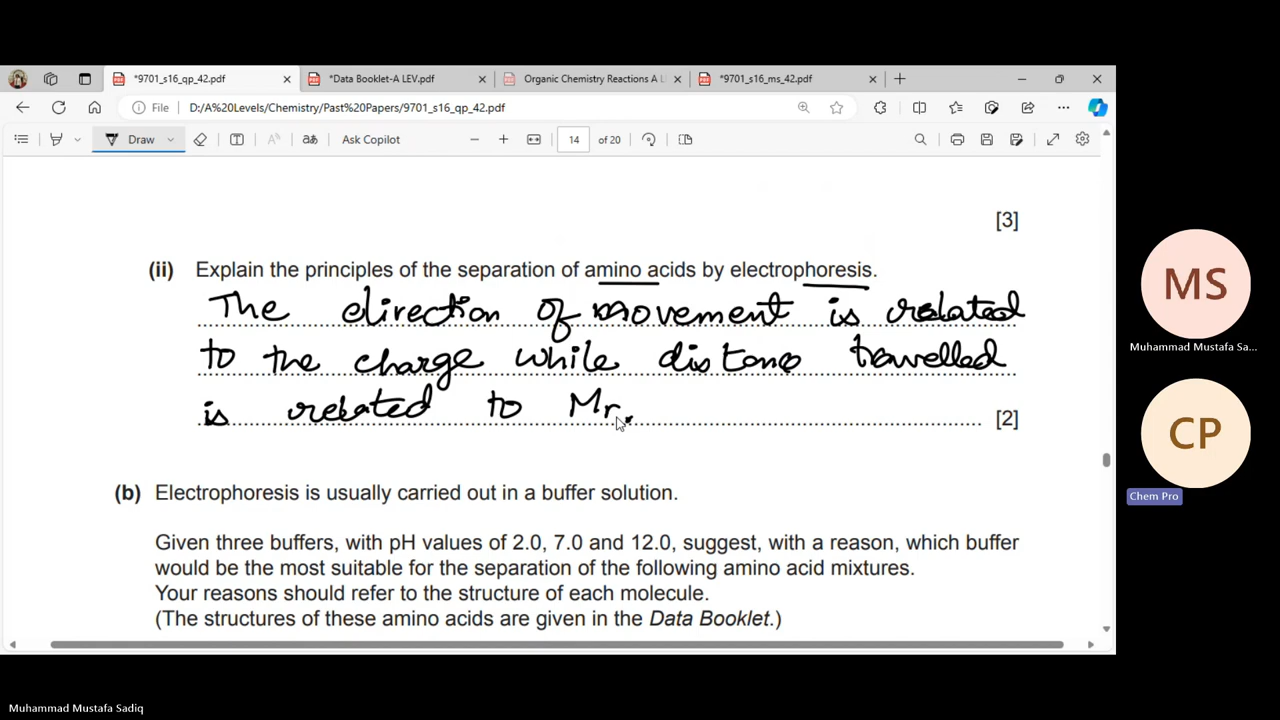 *9701_s16_qp_42.pdf
*Data Booklet-A LEV.pdf
Organic Chemistry Reactions A L
*9701_s16_ms_42.pdf
File D:/A%20Levels/Chemistry/Past%20Papers/9701_s16_qp_42.pdf
Draw
aあ
Ask Copilot
14 of 20
[3]
(ii) Explain the principles of the separation of amino acids by electrophoresis.
The direction of movement is related
to the charge while distance travelled
is related to Mr.
[2]
(b) Electrophoresis is usually carried out in a buffer solution.
Given three buffers, with pH values of 2.0, 7.0 and 12.0, suggest, with a reason, which buffer
would be the most suitable for the separation of the following amino acid mixtures.
Your reasons should refer to the structure of each molecule.
(The structures of these amino acids are given in the Data Booklet.)
MS
Muhammad Mustafa Sa...
CP
Chem Pro
Muhammad Mustafa Sadiq